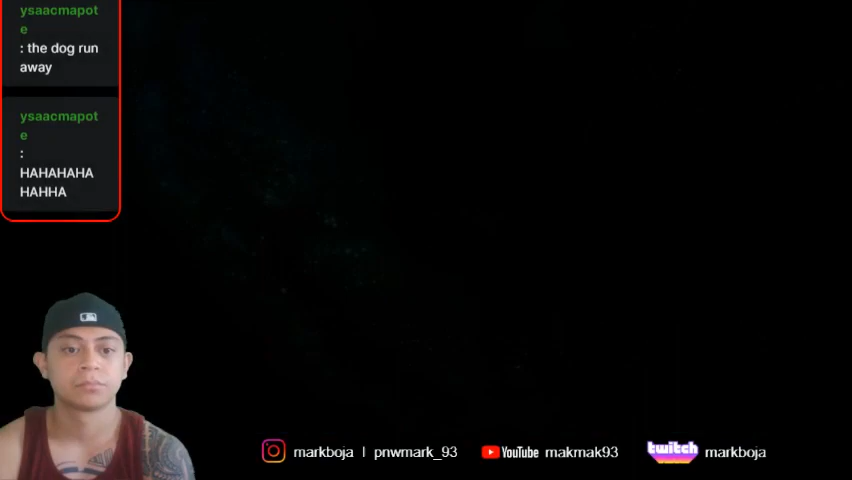 ysaacmapot
e
: the dog run
away
ysaacmapot
e
:
HAHAHAHA
HAHHA
markboja | pnwmark_93 YouTube makmak93 twitch markboja